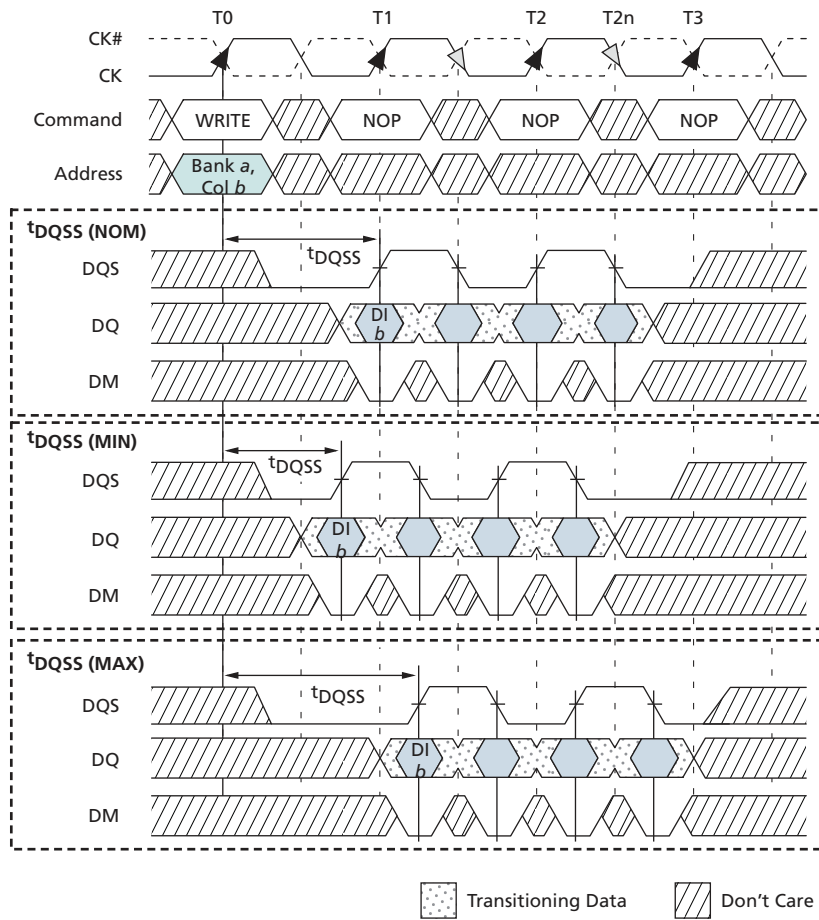 T0 T1 T2 T2n T3
CK#
CK
Command WRITE NOP NOP NOP
Address Bank a,
Col b
tDQSS (NOM)
tDQSS
DQS
DQ DI
b
DM
tDQSS (MIN)
tDQSS
DQS
DQ DI
b
DM
tDQSS (MAX)
tDQSS
DQS
DQ DI
b
DM
Transitioning Data Don't Care